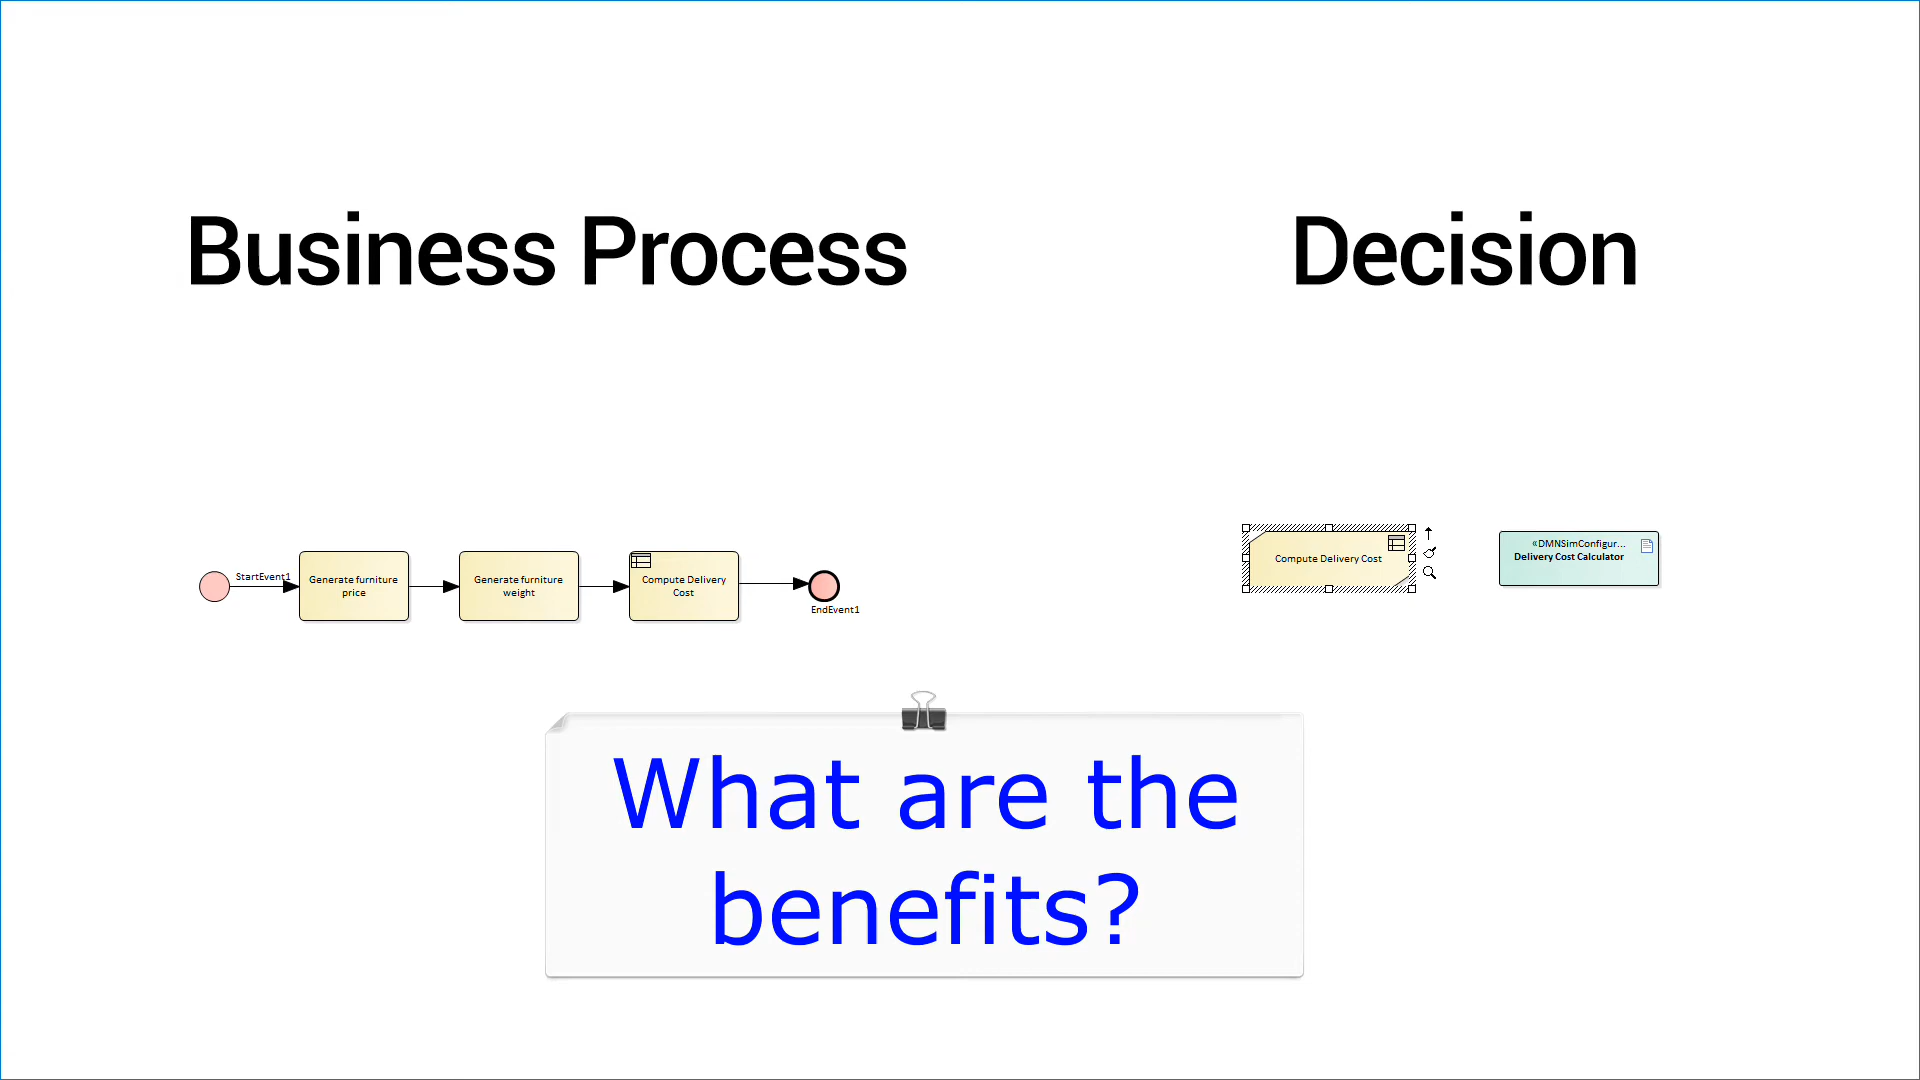 Business Process
Decision
StartEvent1
Generate furniture
price
Generate furniture
weight
Compute Delivery
Cost
EndEvent1
Compute Delivery Cost
«DMNSimConfigur...
Delivery Cost Calculator
What are the
benefits?